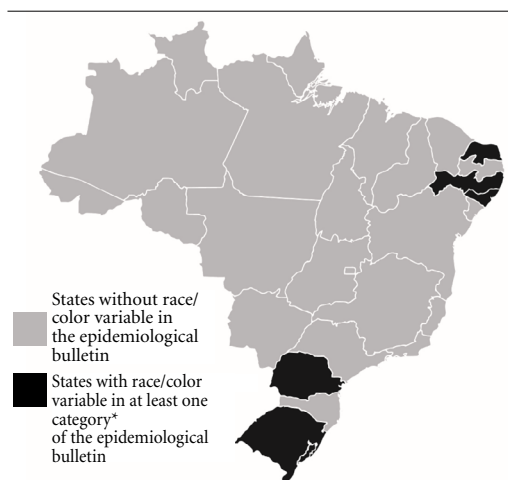 States without race/
color variable in
the epidemiological
bulletin
States with race/color
variable in at least one
category*
of the epidemiological
bulletin